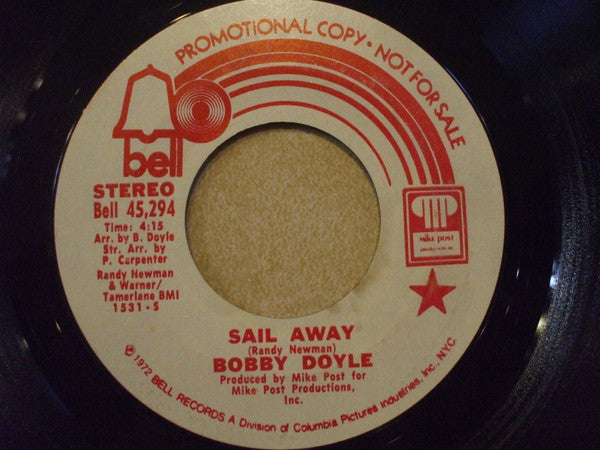 PROMOTIONAL COPY • NOT FOR SALE
bell
STEREO
Bell 45,294
Time: 4:15
Arr. by B. Doyle
Str. Arr. by
P. Carpenter
Randy Newman
& Warner/
Tamerlane BMI
1531-S
mike post
SAIL AWAY
(Randy Newman)
BOBBY DOYLE
Produced by Mike Post for
Mike Post Productions,
Inc.
℗ 1972 BELL RECORDS A Division of Columbia Pictures Industries, Inc., N.Y.C.